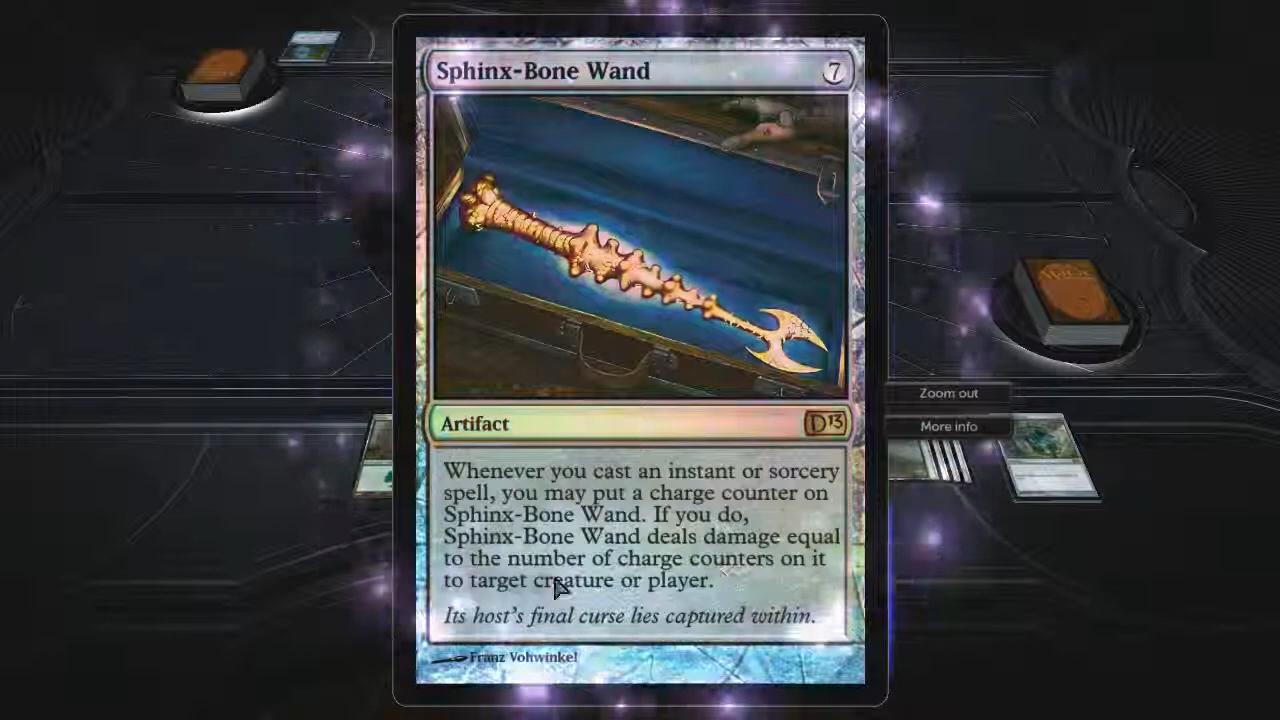 Sphinx-Bone Wand 7
Artifact D13
Whenever you cast an instant or sorcery
spell, you may put a charge counter on
Sphinx-Bone Wand. If you do,
Sphinx-Bone Wand deals damage equal
to the number of charge counters on it
to target creature or player.
Its host's final curse lies captured within.
Franz Vohwinkel
Zoom out
More info